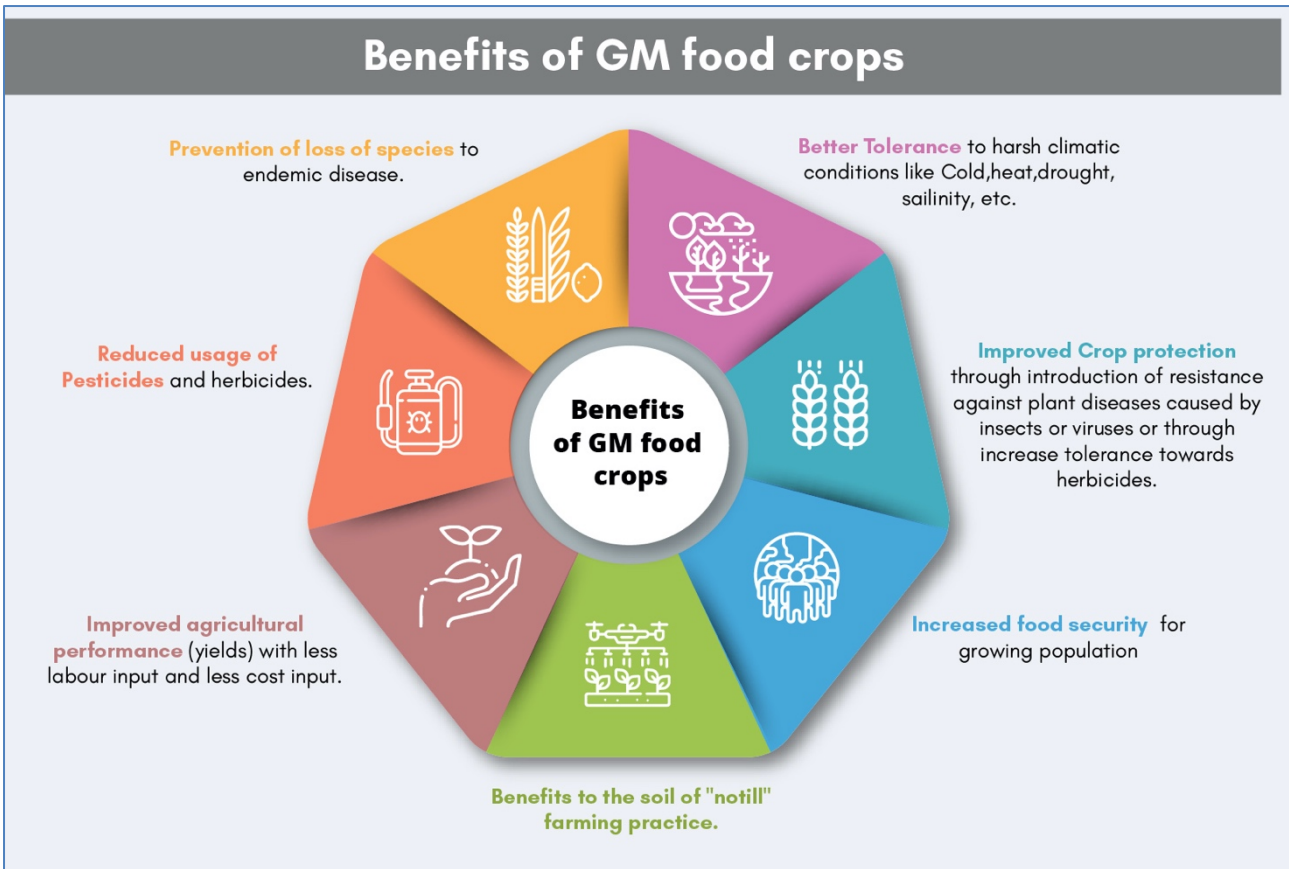 Benefits of GM food crops
Prevention of loss of species to
endemic disease.
Better Tolerance to harsh climatic
conditions like Cold,heat,drought,
sailinity, etc.
Reduced usage of
Pesticides and herbicides.
Improved Crop protection
through introduction of resistance
against plant diseases caused by
insects or viruses or through
increase tolerance towards
herbicides.
Benefits
of GM food
crops
Improved agricultural
performance (yields) with less
labour input and less cost input.
Increased food security for
growing population
Benefits to the soil of "notill"
farming practice.